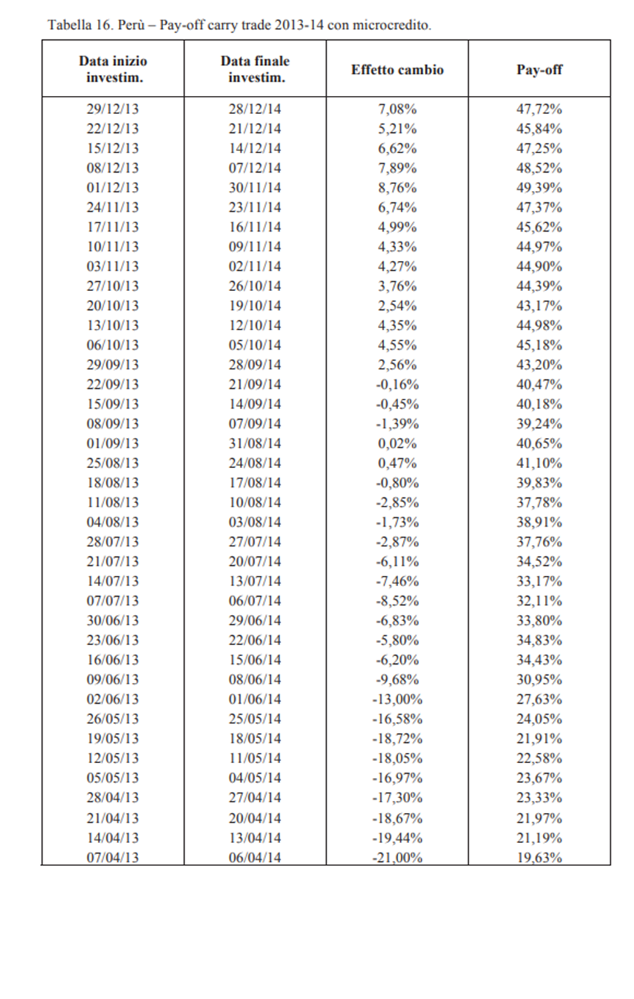 Tabella 16. Perù – Pay-off carry trade 2013-14 con microcredito.
Data inizio investim. Data finale investim. Effetto cambio Pay-off
29/12/13 28/12/14 7,08% 47,72%
22/12/13 21/12/14 5,21% 45,84%
15/12/13 14/12/14 6,62% 47,25%
08/12/13 07/12/14 7,89% 48,52%
01/12/13 30/11/14 8,76% 49,39%
24/11/13 23/11/14 6,74% 47,37%
17/11/13 16/11/14 4,99% 45,62%
10/11/13 09/11/14 4,33% 44,97%
03/11/13 02/11/14 4,27% 44,90%
27/10/13 26/10/14 3,76% 44,39%
20/10/13 19/10/14 2,54% 43,17%
13/10/13 12/10/14 4,35% 44,98%
06/10/13 05/10/14 4,55% 45,18%
29/09/13 28/09/14 2,56% 43,20%
22/09/13 21/09/14 -0,16% 40,47%
15/09/13 14/09/14 -0,45% 40,18%
08/09/13 07/09/14 -1,39% 39,24%
01/09/13 31/08/14 0,02% 40,65%
25/08/13 24/08/14 0,47% 41,10%
18/08/13 17/08/14 -0,80% 39,83%
11/08/13 10/08/14 -2,85% 37,78%
04/08/13 03/08/14 -1,73% 38,91%
28/07/13 27/07/14 -2,87% 37,76%
21/07/13 20/07/14 -6,11% 34,52%
14/07/13 13/07/14 -7,46% 33,17%
07/07/13 06/07/14 -8,52% 32,11%
30/06/13 29/06/14 -6,83% 33,80%
23/06/13 22/06/14 -5,80% 34,83%
16/06/13 15/06/14 -6,20% 34,43%
09/06/13 08/06/14 -9,68% 30,95%
02/06/13 01/06/14 -13,00% 27,63%
26/05/13 25/05/14 -16,58% 24,05%
19/05/13 18/05/14 -18,72% 21,91%
12/05/13 11/05/14 -18,05% 22,58%
05/05/13 04/05/14 -16,97% 23,67%
28/04/13 27/04/14 -17,30% 23,33%
21/04/13 20/04/14 -18,67% 21,97%
14/04/13 13/04/14 -19,44% 21,19%
07/04/13 06/04/14 -21,00% 19,63%